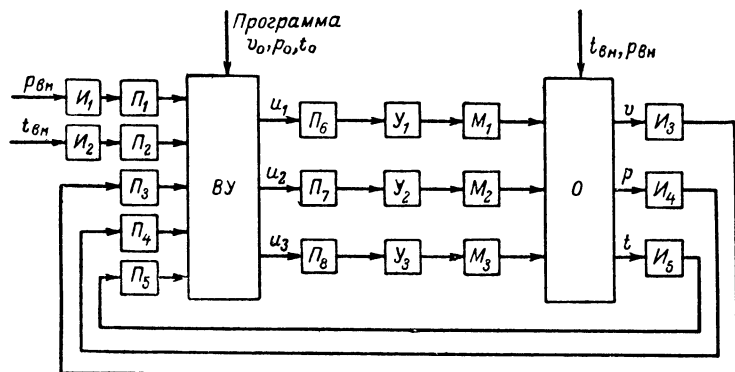 Программа
υ₀, p₀, t₀
t_вн, p_вн
p_вн И₁ П₁
u₁ П₆ У₁ М₁ υ И₃
t_вн И₂ П₂
П₃ ВУ u₂ П₇ У₂ М₂ О p И₄
П₄
u₃ П₈ У₃ М₃ t И₅
П₅